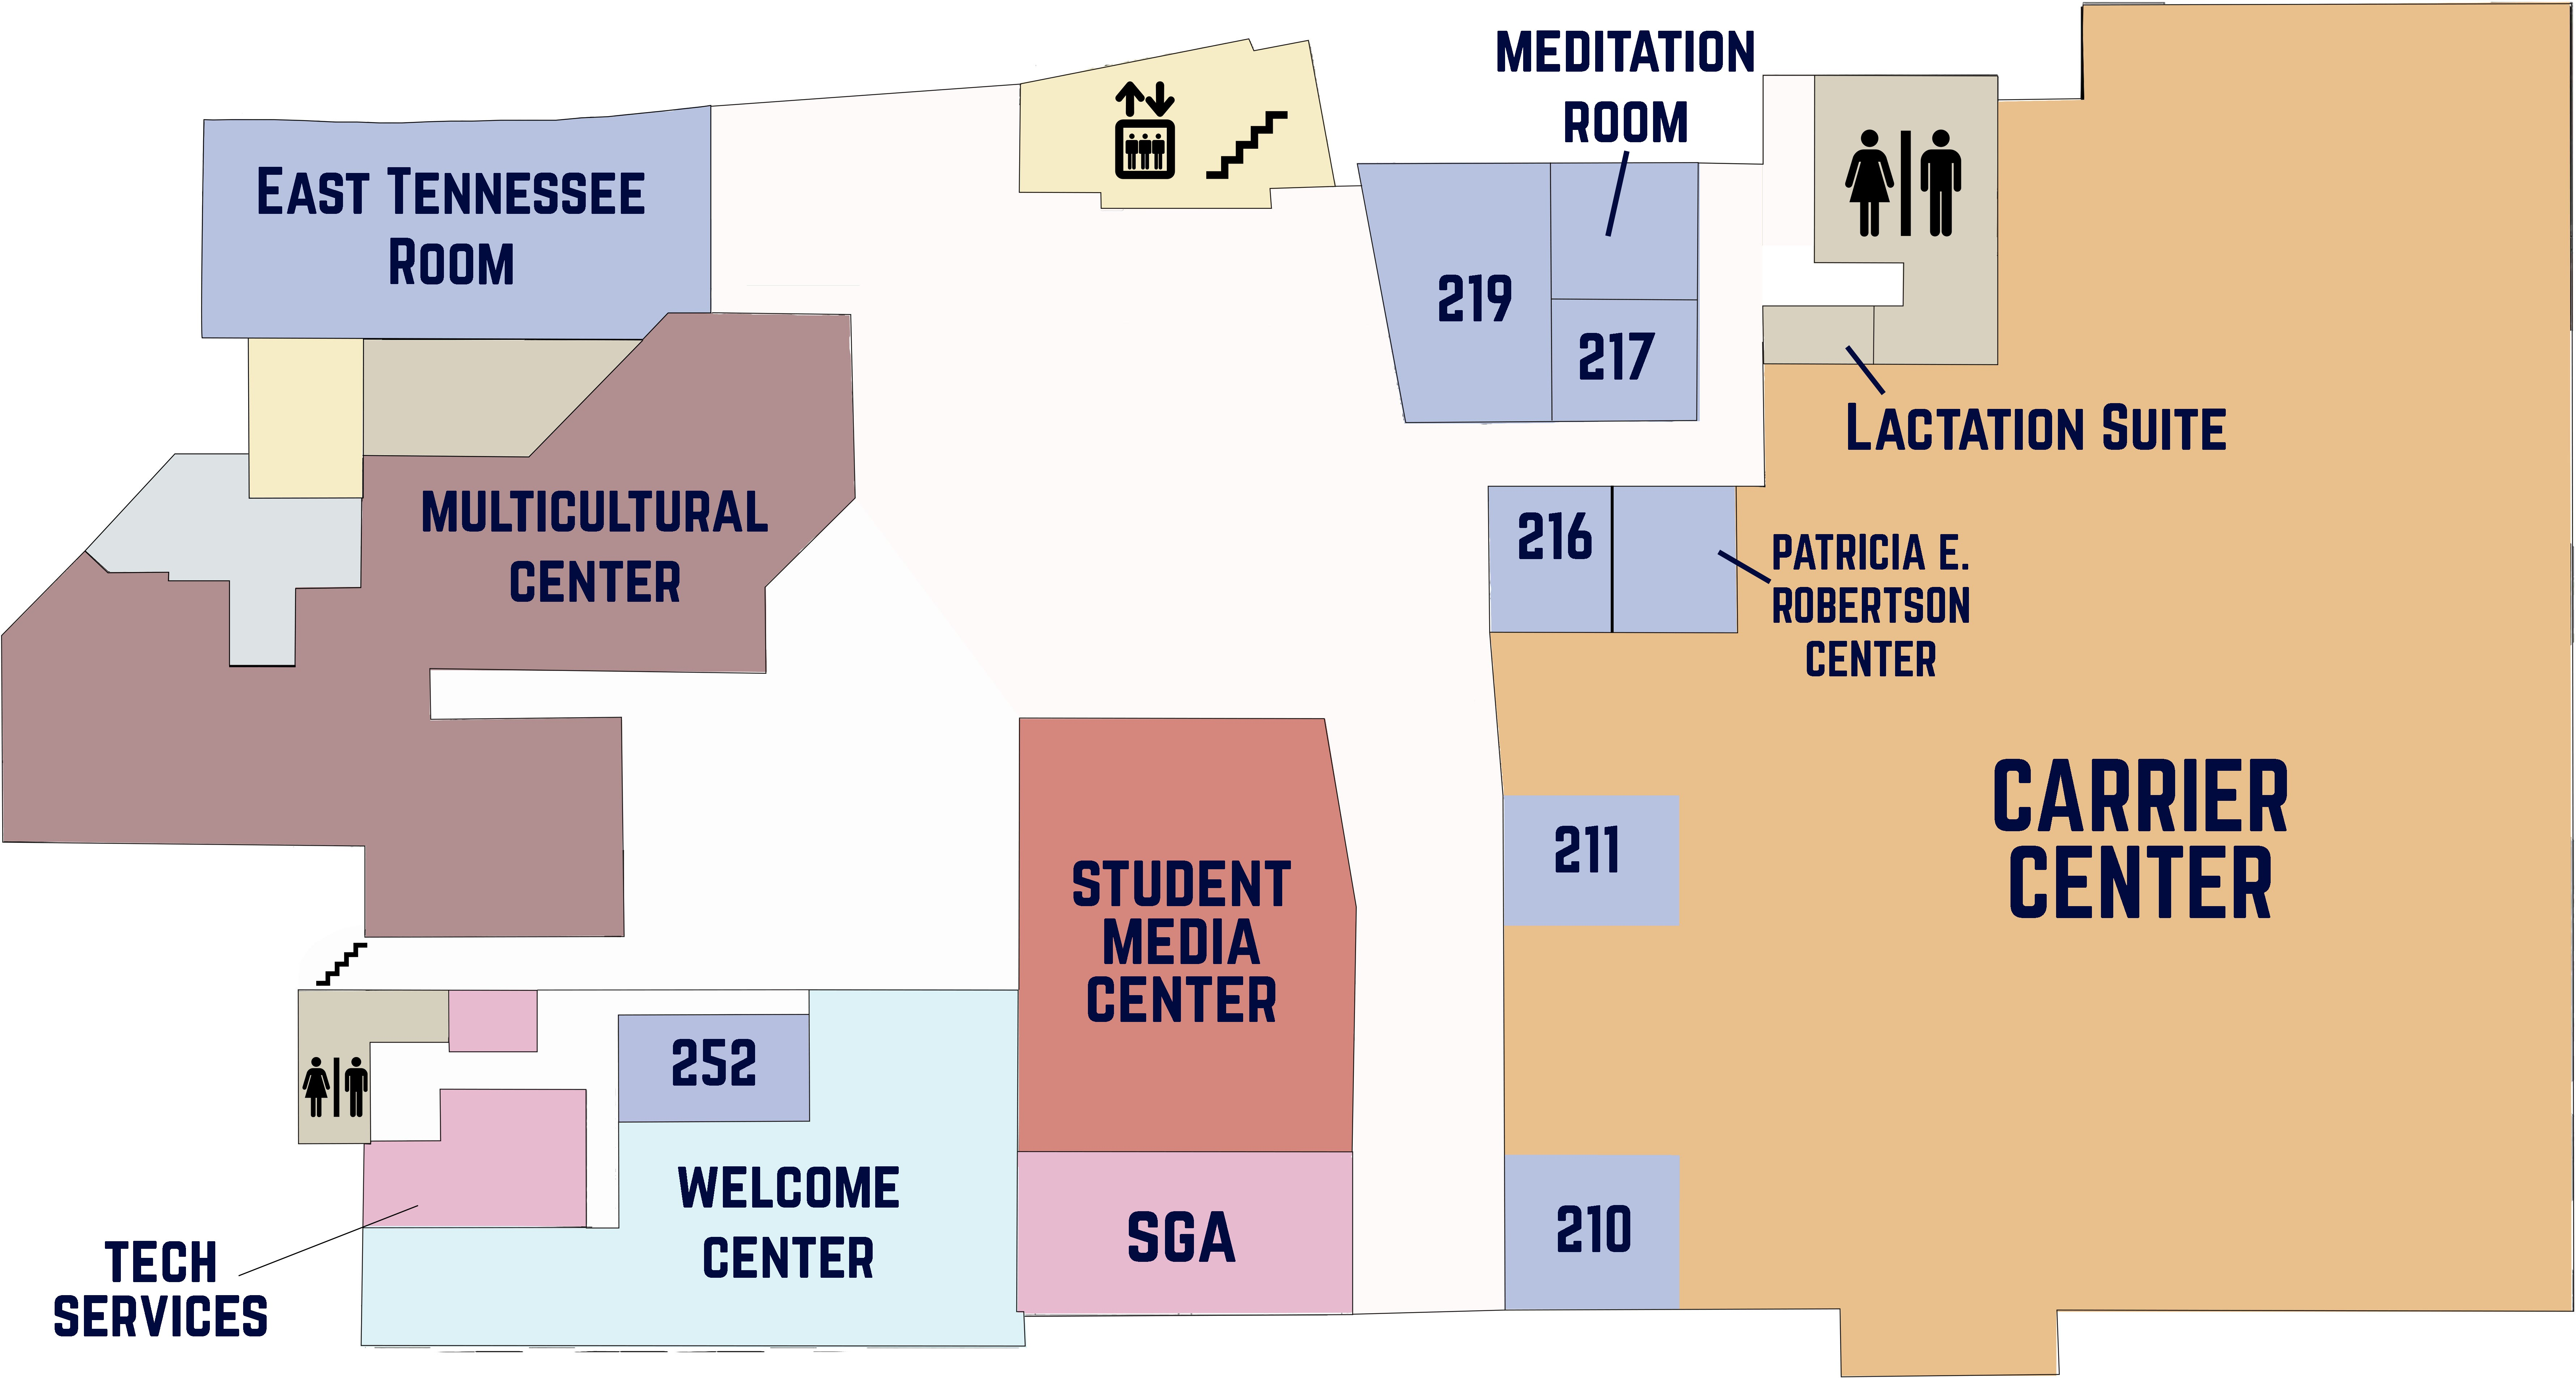 MEDITATION
ROOM
EAST TENNESSEE
ROOM
219
217
LACTATION SUITE
MULTICULTURAL
CENTER
216
PATRICIA E.
ROBERTSON
CENTER
CARRIER
CENTER
211
STUDENT
MEDIA
CENTER
252
WELCOME
CENTER
SGA
210
TECH
SERVICES